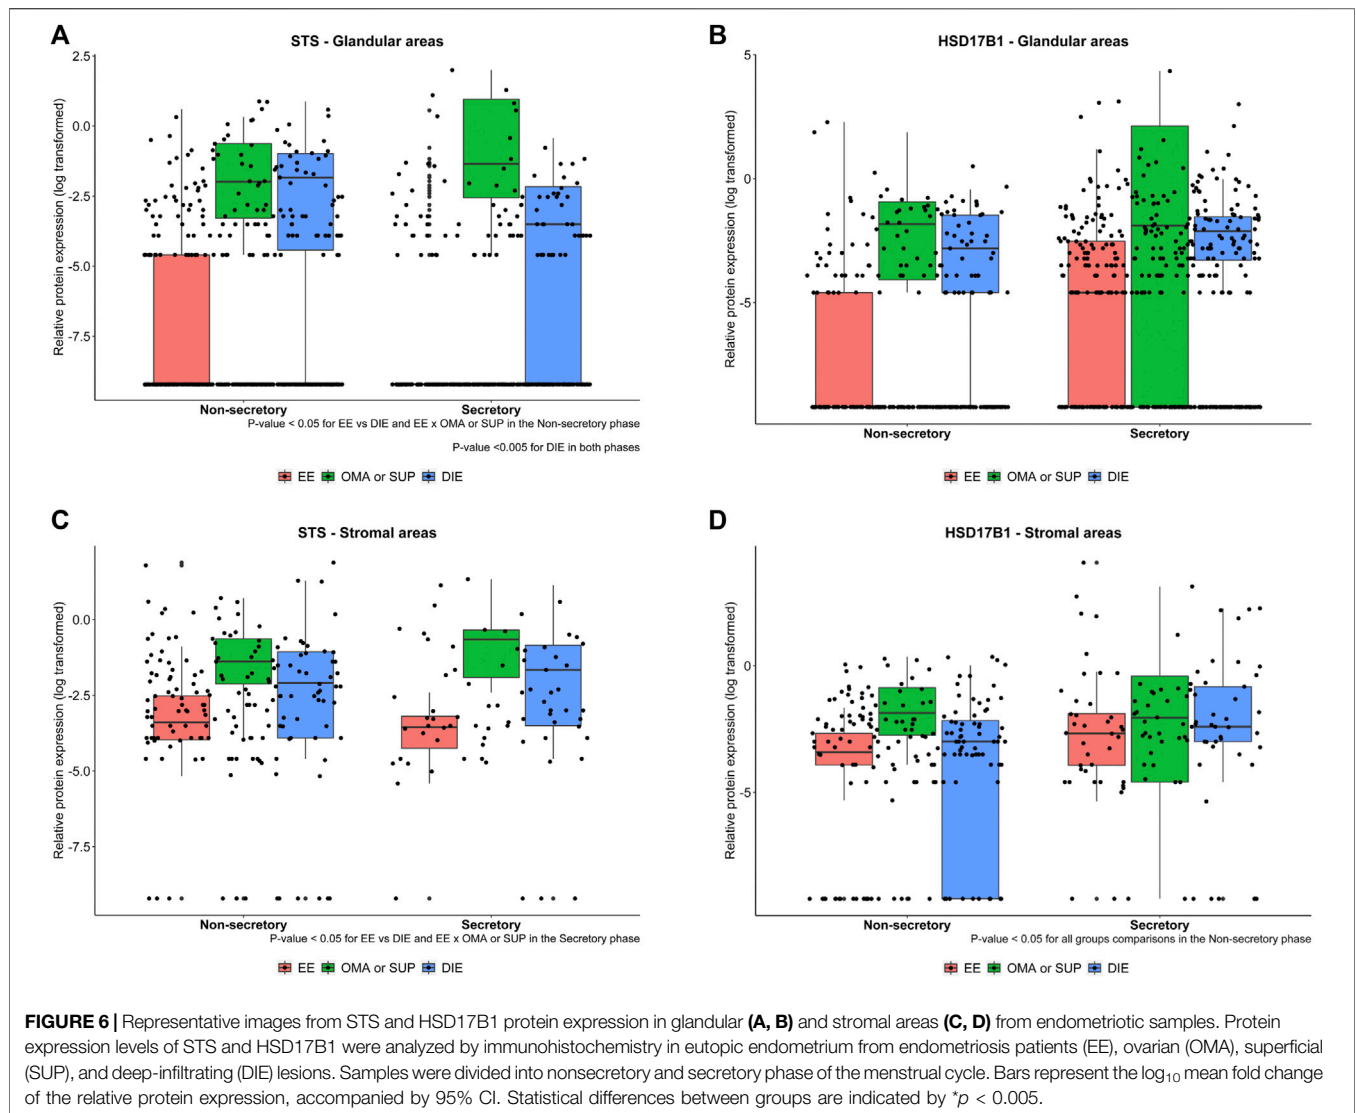 A
STS - Glandular areas
Relative protein expression (log transformed)
2.5
0.0
-2.5
-5.0
-7.5
Non-secretory
Secretory
P-value < 0.05 for EE vs DIE and EE x OMA or SUP in the Non-secretory phase
P-value <0.005 for DIE in both phases
EE OMA or SUP DIE
B
HSD17B1 - Glandular areas
Relative protein expression (log transformed)
5
0
-5
Non-secretory
Secretory
EE OMA or SUP DIE
C
STS - Stromal areas
Relative protein expression (log transformed)
0.0
-2.5
-5.0
-7.5
Non-secretory
Secretory
P-value < 0.05 for EE vs DIE and EE x OMA or SUP in the Secretory phase
EE OMA or SUP DIE
D
HSD17B1 - Stromal areas
Relative protein expression (log transformed)
0
-5
Non-secretory
Secretory
P-value < 0.05 for all groups comparisons in the Non-secretory phase
EE OMA or SUP DIE
FIGURE 6 | Representative images from STS and HSD17B1 protein expression in glandular (A, B) and stromal areas (C, D) from endometriotic samples. Protein
expression levels of STS and HSD17B1 were analyzed by immunohistochemistry in eutopic endometrium from endometriosis patients (EE), ovarian (OMA), superficial
(SUP), and deep-infiltrating (DIE) lesions. Samples were divided into nonsecretory and secretory phase of the menstrual cycle. Bars represent the log10 mean fold change
of the relative protein expression, accompanied by 95% CI. Statistical differences between groups are indicated by *p < 0.005.